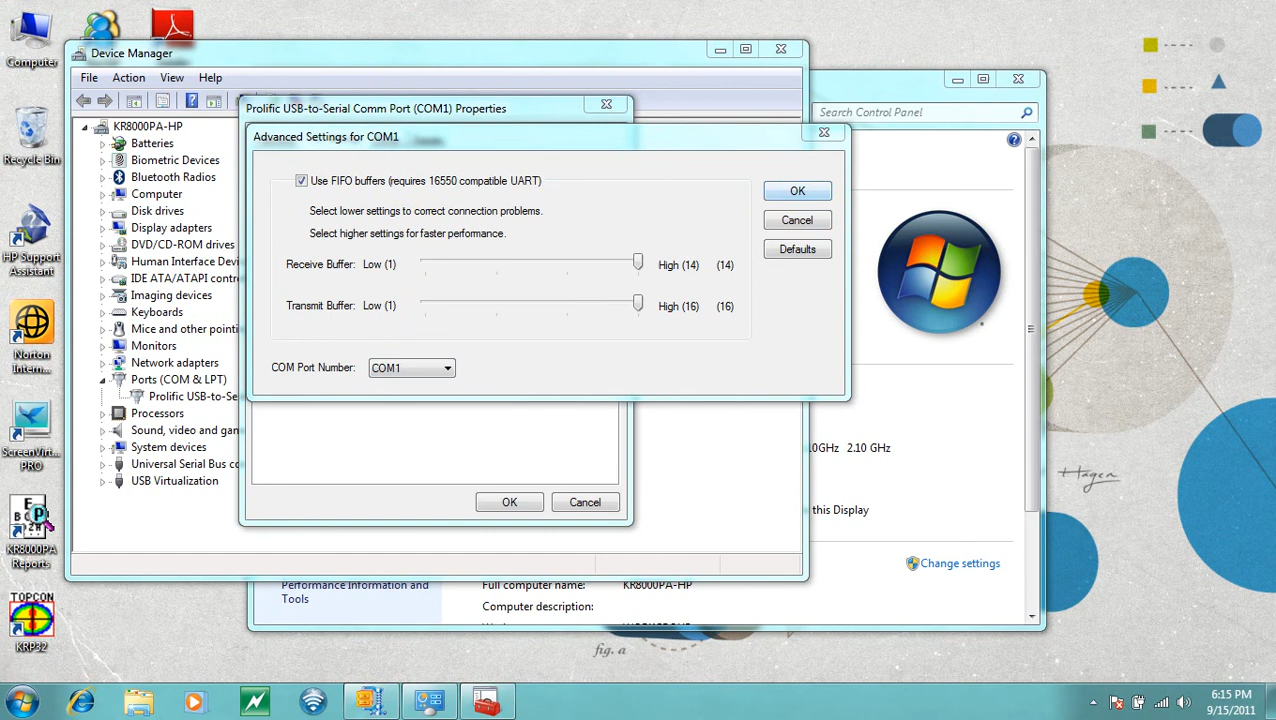 Computer
Recycle Bin
HP Support
Assistant
Norton
Intern...
ScreenVirt...
PRO
KR8000PA
Reports
TOPCON
KRP32
Device Manager
File Action View Help
KR8000PA-HP
Batteries
Biometric Devices
Bluetooth Radios
Computer
Disk drives
Display adapters
DVD/CD-ROM drives
Human Interface Devi
IDE ATA/ATAPI contr
Imaging devices
Keyboards
Mice and other pointi
Monitors
Network adapters
Ports (COM & LPT)
Prolific USB-to-Se
Processors
Sound, video and gan
System devices
Universal Serial Bus co
USB Virtualization
Prolific USB-to-Serial Comm Port (COM1) Properties
Advanced Settings for COM1
Use FIFO buffers (requires 16550 compatible UART)
Select lower settings to correct connection problems.
Select higher settings for faster performance.
Receive Buffer: Low (1) High (14) (14)
Transmit Buffer: Low (1) High (16) (16)
COM Port Number: COM1
OK
Cancel
Defaults
OK Cancel
Search Control Panel
10GHz 2.10 GHz
this Display
Change settings
Performance Information and
Tools
Full computer name: KR8000PA-HP
Computer description:
Hagen
fig. a
6:15 PM
9/15/2011